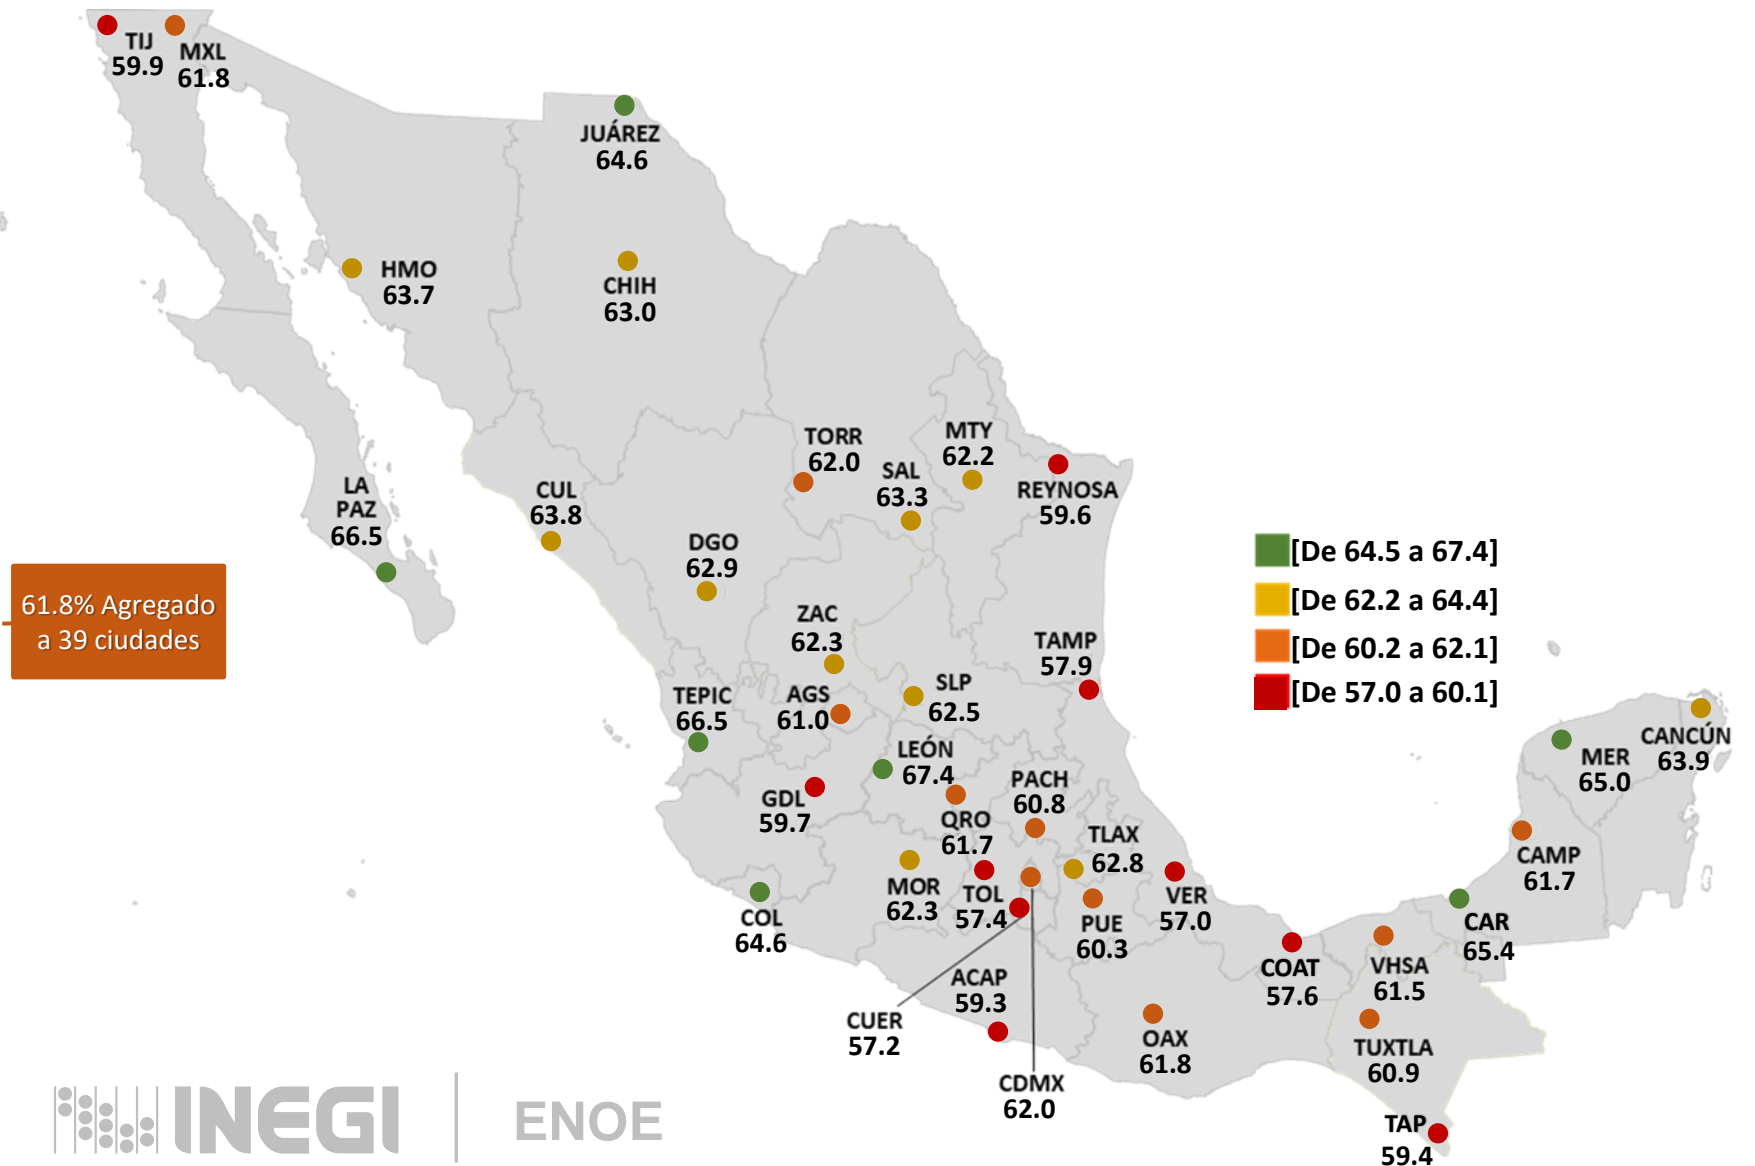 TIJ
59.9
MXL
61.8
JUÁREZ
64.6
HMO
63.7
CHIH
63.0
TORR
62.0
MTY
62.2
SAL
63.3
REYNOSA
59.6
LA
PAZ
66.5
CUL
63.8
DGO
62.9
[De 64.5 a 67.4]
[De 62.2 a 64.4]
[De 60.2 a 62.1]
[De 57.0 a 60.1]
61.8% Agregado
a 39 ciudades
ZAC
62.3
TAMP
57.9
TEPIC
66.5
AGS
61.0
SLP
62.5
LEÓN
67.4
CANCÚN
63.9
MER
65.0
GDL
59.7
PACH
60.8
QRO
61.7
TLAX
62.8
CAMP
61.7
MOR
62.3
TOL
57.4
VER
57.0
COL
64.6
PUE
60.3
CAR
65.4
COAT
57.6
VHSA
61.5
ACAP
59.3
CUER
57.2
OAX
61.8
TUXTLA
60.9
CDMX
62.0
TAP
59.4
INEGI
ENOE